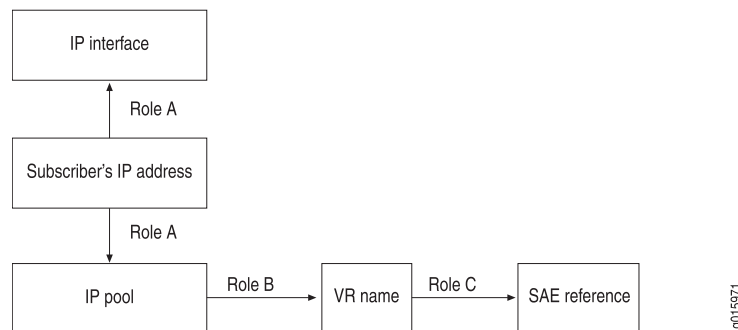 IP interface
Role A
Subscriber's IP address
Role A
IP pool
Role B
VR name
Role C
SAE reference
g015971